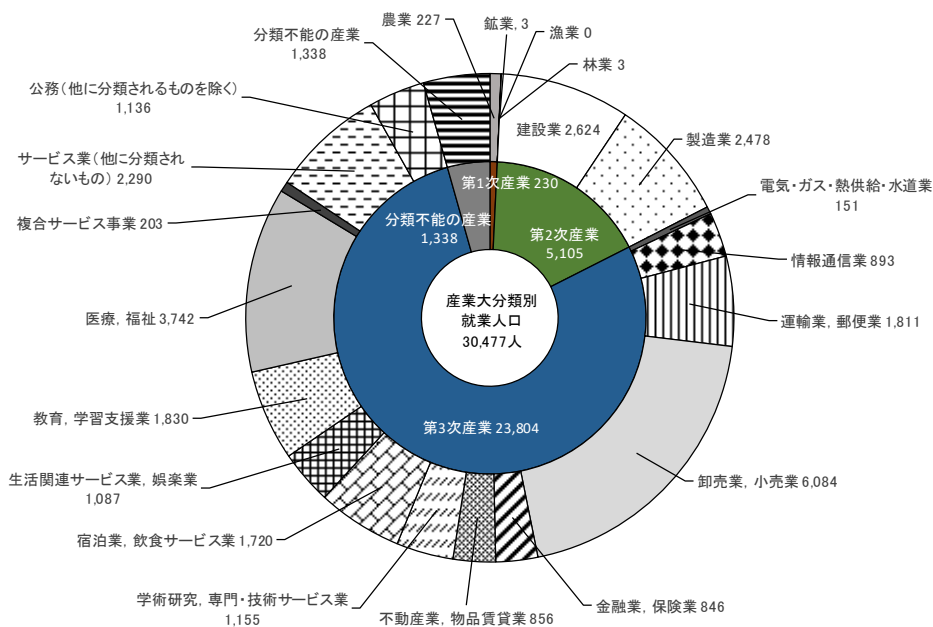 農業 227
鉱業, 3
漁業 0
林業 3
分類不能の産業
1,338
公務(他に分類されるものを除く)
1,136
建設業 2,624
製造業 2,478
サービス業(他に分類され
ないもの) 2,290
第1次産業 230
電気・ガス・熱供給・水道業
151
複合サービス事業 203
分類不能の産業
1,338
第2次産業
5,105
情報通信業 893
産業大分類別
就業人口
30,477人
医療, 福祉 3,742
運輸業, 郵便業 1,811
教育, 学習支援業 1,830
第3次産業 23,804
生活関連サービス業, 娯楽業
1,087
卸売業, 小売業 6,084
宿泊業, 飲食サービス業 1,720
学術研究, 専門・技術サービス業
1,155
不動産業, 物品賃貸業 856
金融業, 保険業 846